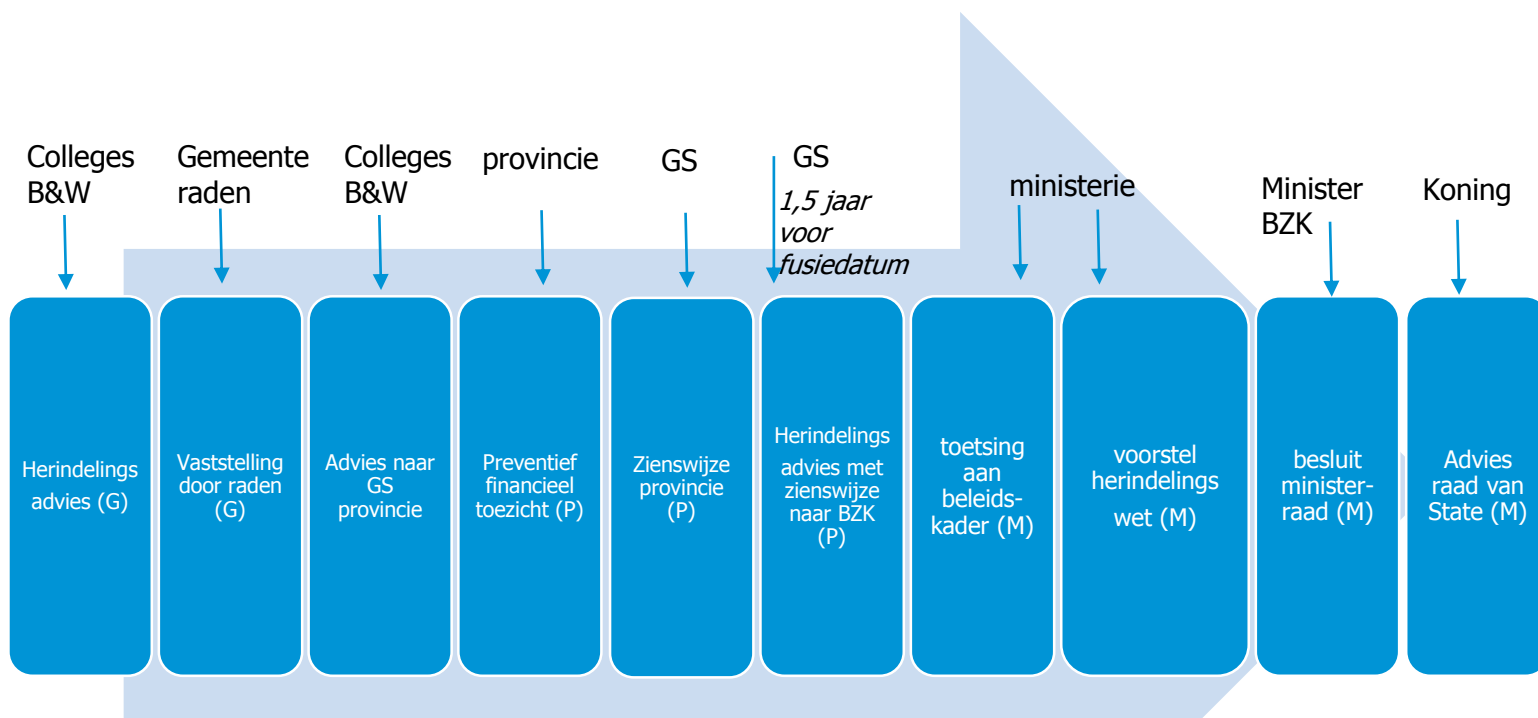 Colleges
B&W
Gemeente
raden
Colleges
B&W
provincie
GS
GS
1,5 jaar
voor
fusiedatum
ministerie
Minister
BZK
Koning
Herindelings
advies (G)
Vaststelling
door raden
(G)
Advies naar
GS
provincie
Preventief
financieel
toezicht (P)
Zienswijze
provincie
(P)
Herindelings
advies met
zienswijze
naar BZK
(P)
toetsing
aan
beleids-
kader (M)
voorstel
herindelings
wet (M)
besluit
minister-
raad (M)
Advies
raad van
State (M)